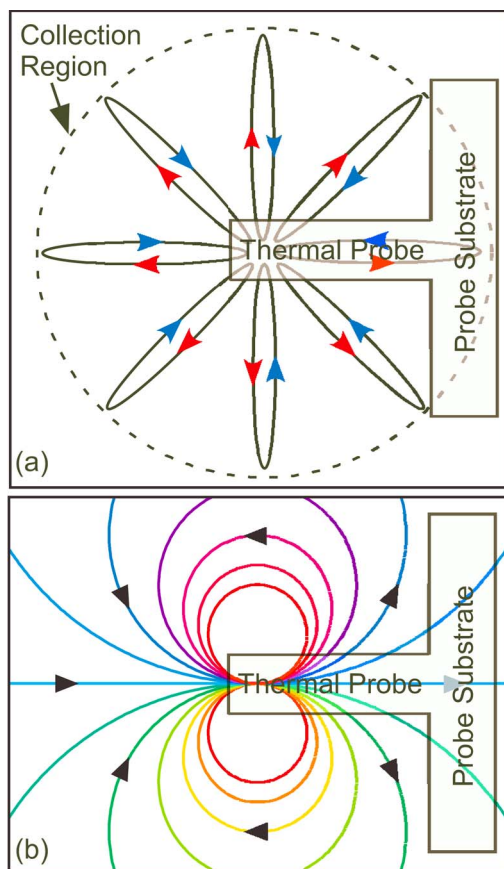 Collection
Region
Thermal Probe
Probe Substrate
(a)
Thermal Probe
Probe Substrate
(b)